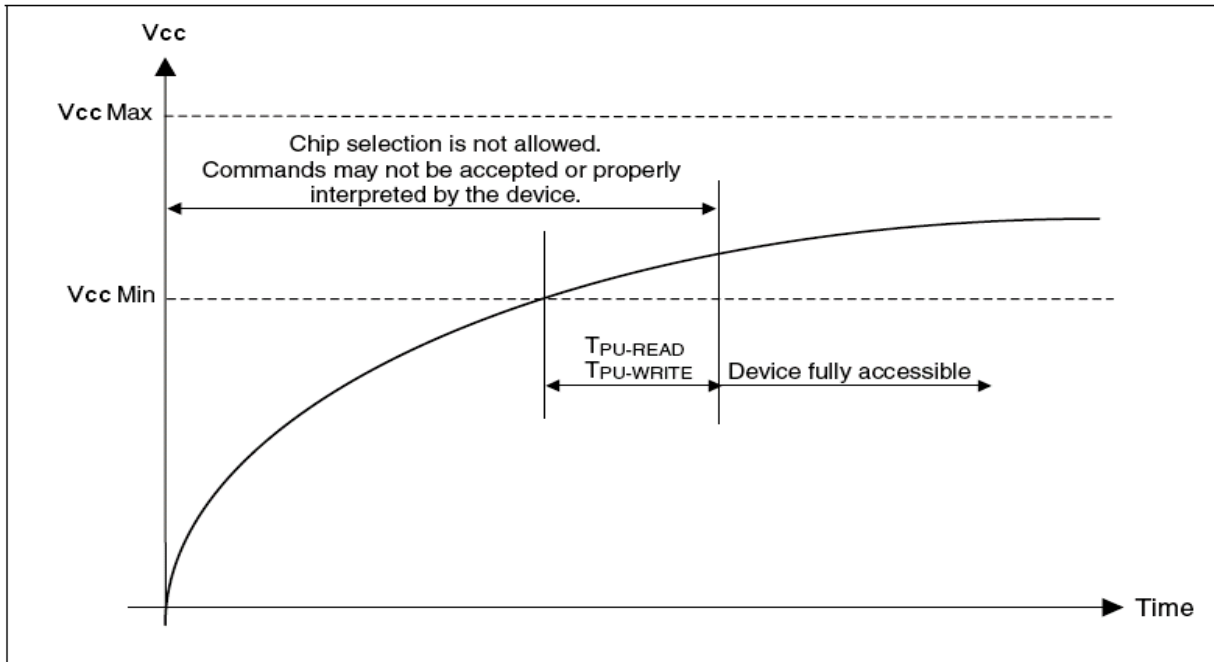 Vcc
Vcc Max
Chip selection is not allowed.
Commands may not be accepted or properly
interpreted by the device.
Vcc Min
TPU-READ
TPU-WRITE
Device fully accessible
Time